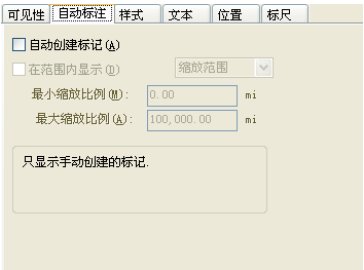 可见性 自动标注 样式 文本 位置 标尺
自动创建标记(A)
在范围内显示(D) 缩放范围
最小缩放比例(M): 0.00 mi
最大缩放比例(A): 100,000.00 mi
只显示手动创建的标记.